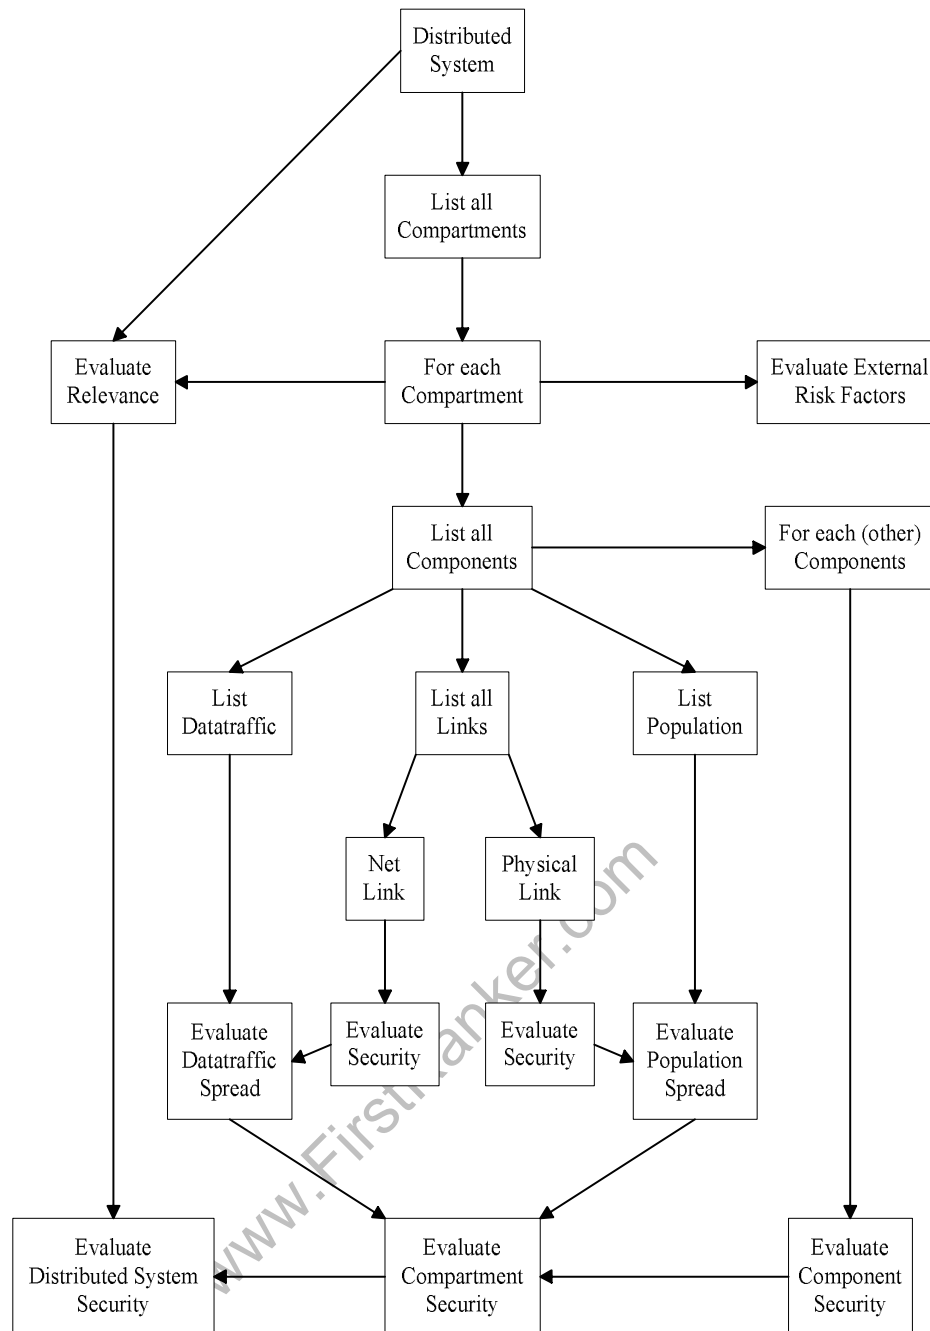 Distributed
System
List all
Compartments
Evaluate
Relevance
For each
Compartment
Evaluate External
Risk Factors
List all
Components
For each (other)
Components
List
Datatraffic
List all
Links
List
Population
Net
Link
Physical
Link
Evaluate
Datatraffic
Spread
Evaluate
Security
Evaluate
Security
Evaluate
Population
Spread
www.FirstRanker.com
Evaluate
Distributed System
Security
Evaluate
Compartment
Security
Evaluate
Component
Security